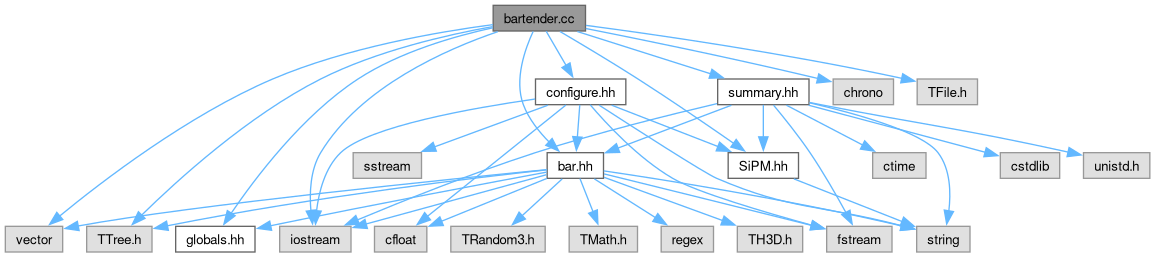 bartender.cc
configure.hh
summary.hh
chrono
TFile.h
sstream
bar.hh
SiPM.hh
ctime
cstdlib
unistd.h
vector
TTree.h
globals.hh
iostream
cfloat
TRandom3.h
TMath.h
regex
TH3D.h
fstream
string